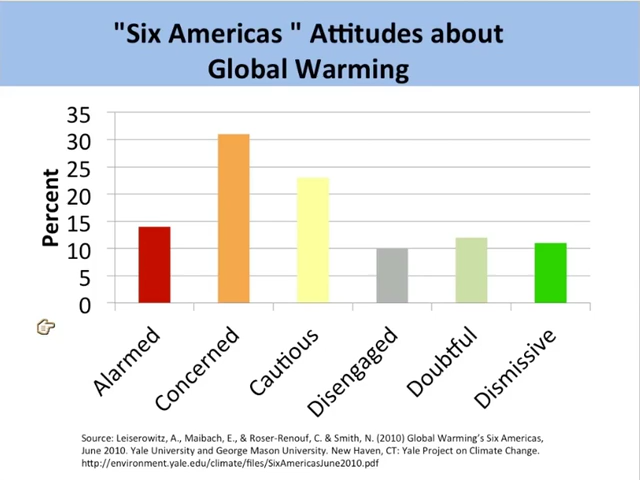 "Six Americas " Attitudes about
Global Warming
35
30
25
20
15
10
5
0
Percent
Alarmed
Concerned
Cautious
Disengaged
Doubtful
Dismissive
Source: Leiserowitz, A., Maibach, E., & Roser-Renouf, C. & Smith, N. (2010) Global Warming's Six Americas,
June 2010. Yale University and George Mason University. New Haven, CT: Yale Project on Climate Change.
http://environment.yale.edu/climate/files/SixAmericasJune2010.pdf